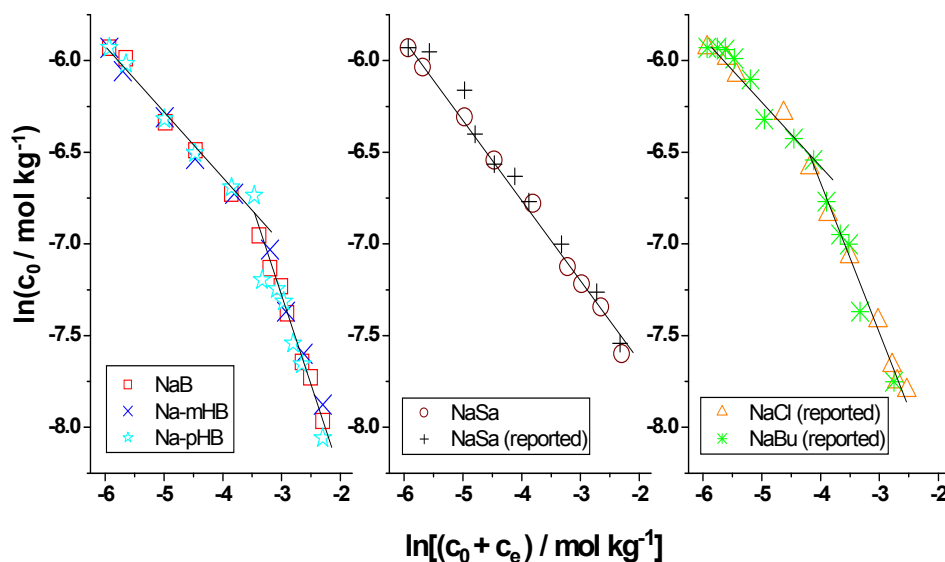 ln(c₀ / mol kg⁻¹)
-6.0
-6.5
-7.0
-7.5
-8.0
NaB
Na-mHB
Na-pHB
-6 -5 -4 -3 -2
-6.0
-6.5
-7.0
-7.5
-8.0
NaSa
NaSa (reported)
-6 -5 -4 -3 -2
-6.0
-6.5
-7.0
-7.5
-8.0
NaCl (reported)
NaBu (reported)
-6 -5 -4 -3 -2
ln[(c₀ + cₑ) / mol kg⁻¹]